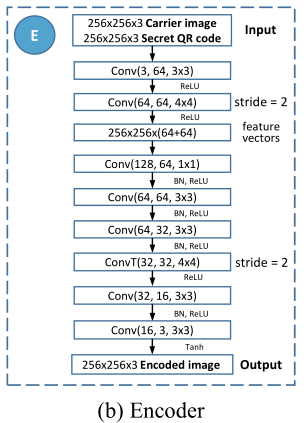 E
256x256x3 Carrier image
256x256x3 Secret QR code
Input
Conv(3, 64, 3x3)
ReLU
Conv(64, 64, 4x4)
stride = 2
ReLU
256x256x(64+64)
feature
vectors
Conv(128, 64, 1x1)
BN, ReLU
Conv(64, 64, 3x3)
BN, ReLU
Conv(64, 32, 3x3)
BN, ReLU
ConvT(32, 32, 4x4)
stride = 2
ReLU
Conv(32, 16, 3x3)
BN, ReLU
Conv(16, 3, 3x3)
Tanh
256x256x3 Encoded image
Output
(b) Encoder